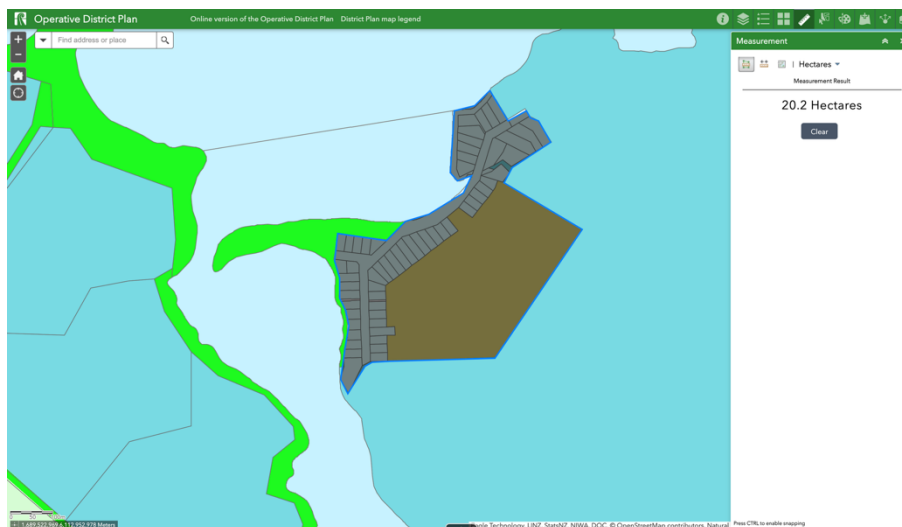 Operative District Plan
Online version of the Operative District Plan District Plan map legend
Find address or place
Measurement
Hectares
Measurement Result
20.2 Hectares
Clear
Technology, LINZ, StatsNZ, NIWA, DOC, © OpenStreetMap contributors, Natural
Press CTRL to enable snapping